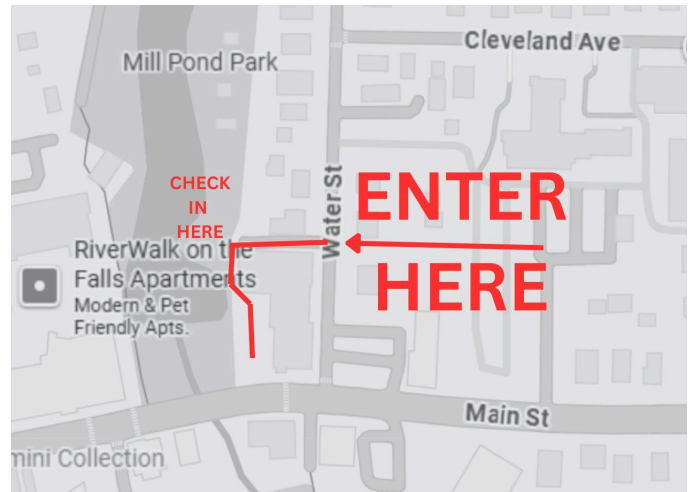 Cleveland Ave
Mill Pond Park
CHECK
IN
HERE
Water St
ENTER
HERE
RiverWalk on the
Falls Apartments
Modern & Pet
Friendly Apts.
Main St
mini Collection